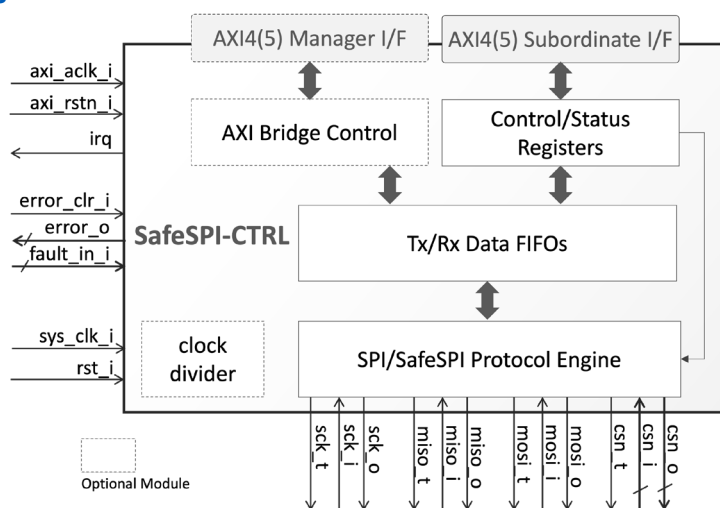 AXI4(5) Manager I/F
AXI4(5) Subordinate I/F
axi_aclk_i
axi_rstn_i
irq
AXI Bridge Control
Control/Status
Registers
error_clr_i
error_o
fault_in_i
SafeSPI-CTRL
Tx/Rx Data FIFOs
sys_clk_i
rst_i
clock
divider
SPI/SafeSPI Protocol Engine
sck_t
sck_i
sck_o
miso_t
miso_i
miso_o
mosi_t
mosi_i
mosi_o
csn_t
csn_i
csn_o
Optional Module